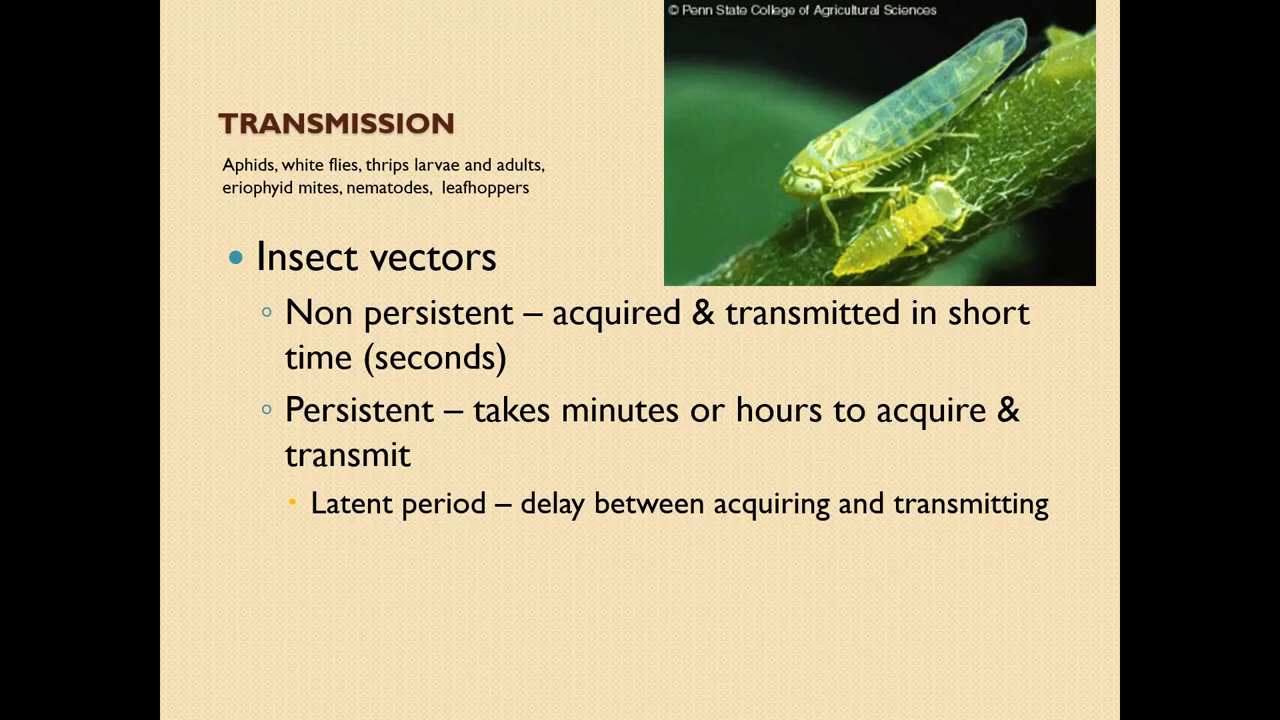 © Penn State College of Agricultural Sciences
TRANSMISSION
Aphids, white flies, thrips larvae and adults,
eriophyid mites, nematodes, leafhoppers
• Insect vectors
◦ Non persistent – acquired & transmitted in short
time (seconds)
◦ Persistent – takes minutes or hours to acquire &
transmit
• Latent period – delay between acquiring and transmitting